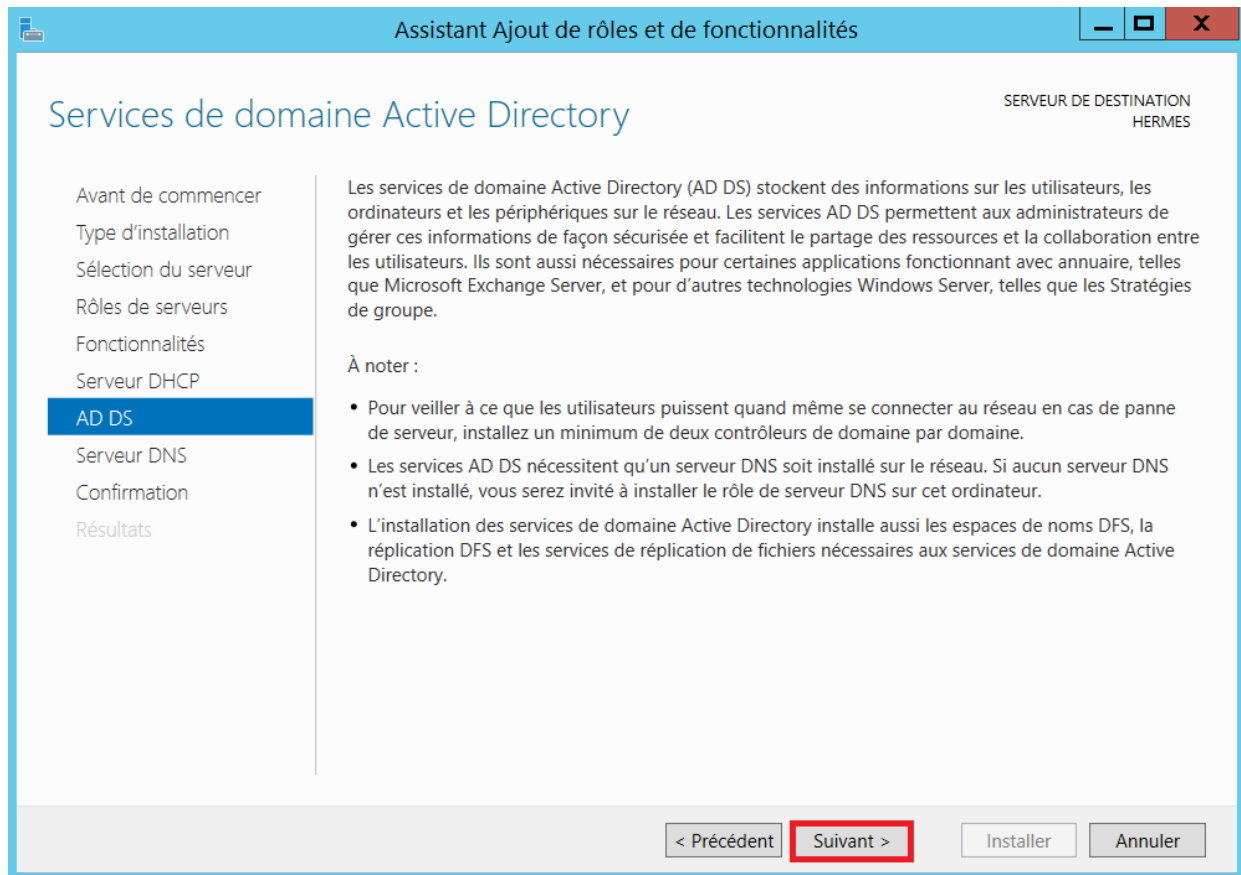 Assistant Ajout de rôles et de fonctionnalités
X
Services de domaine Active Directory
SERVEUR DE DESTINATION
HERMES
Avant de commencer
Type d’installation
Sélection du serveur
Rôles de serveurs
Fonctionnalités
Serveur DHCP
AD DS
Serveur DNS
Confirmation
Résultats
Les services de domaine Active Directory (AD DS) stockent des informations sur les utilisateurs, les
ordinateurs et les périphériques sur le réseau. Les services AD DS permettent aux administrateurs de
gérer ces informations de façon sécurisée et facilitent le partage des ressources et la collaboration entre
les utilisateurs. Ils sont aussi nécessaires pour certaines applications fonctionnant avec annuaire, telles
que Microsoft Exchange Server, et pour d’autres technologies Windows Server, telles que les Stratégies
de groupe.
À noter :
• Pour veiller à ce que les utilisateurs puissent quand même se connecter au réseau en cas de panne
de serveur, installez un minimum de deux contrôleurs de domaine par domaine.
• Les services AD DS nécessitent qu’un serveur DNS soit installé sur le réseau. Si aucun serveur DNS
n’est installé, vous serez invité à installer le rôle de serveur DNS sur cet ordinateur.
• L’installation des services de domaine Active Directory installe aussi les espaces de noms DFS, la
réplication DFS et les services de réplication de fichiers nécessaires aux services de domaine Active
Directory.
< Précédent
Suivant >
Installer
Annuler